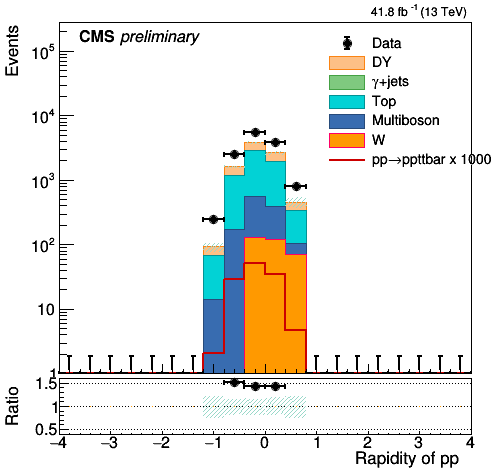 41.8 fb⁻¹ (13 TeV)
CMS preliminary
Events
Data
DY
γ+jets
Top
Multiboson
W
pp→ppttbar x 1000
10⁵
10⁴
10³
10²
10
1
Ratio
1.5
1
0.5
−4 −3 −2 −1 0 1 2 3 4
Rapidity of pp